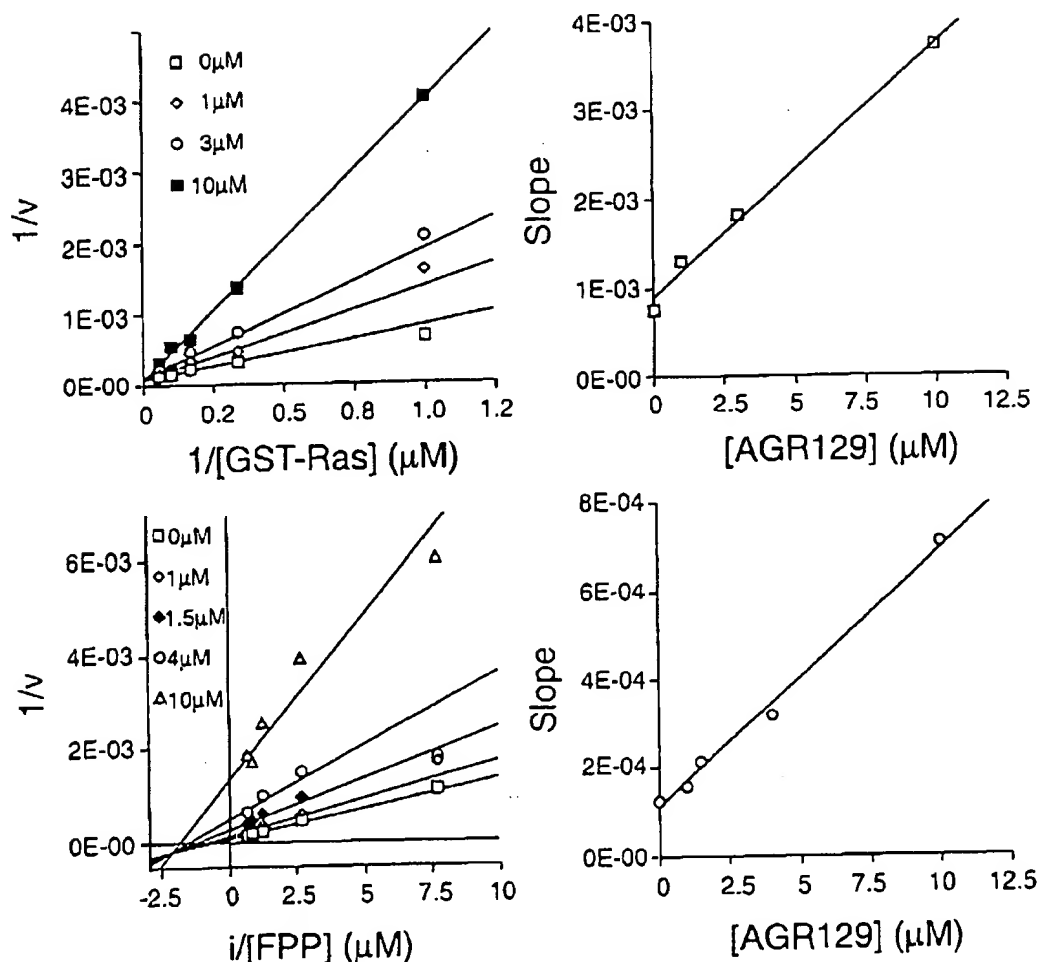 4E-03
3E-03
2E-03
1E-03
0E-00
1/v
0μM
1μM
3μM
10μM
0
0.2
0.5
0.8
1.0
1.2
1/[GST-Ras] (μM)
4E-03
3E-03
2E-03
1E-03
0E-00
Slope
0
2.5
5
7.5
10
12.5
[AGR129] (μM)
6E-03
4E-03
2E-03
0E-00
1/v
0μM
1μM
1.5μM
4μM
10μM
-2.5
0
2.5
5
7.5
10
i/[FPP] (μM)
8E-04
6E-04
4E-04
2E-04
0E-00
Slope
0
2.5
5
7.5
10
12.5
[AGR129] (μM)